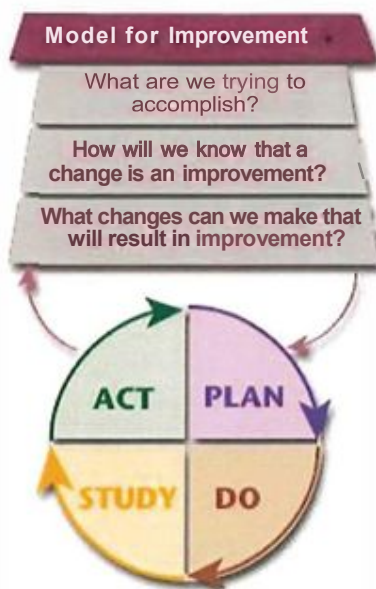 Model for Improvement
What are we trying to
accomplish?
How will we know that a
change is an improvement?
What changes can we make that
will result in improvement?
ACT
PLAN
STUDY
DO